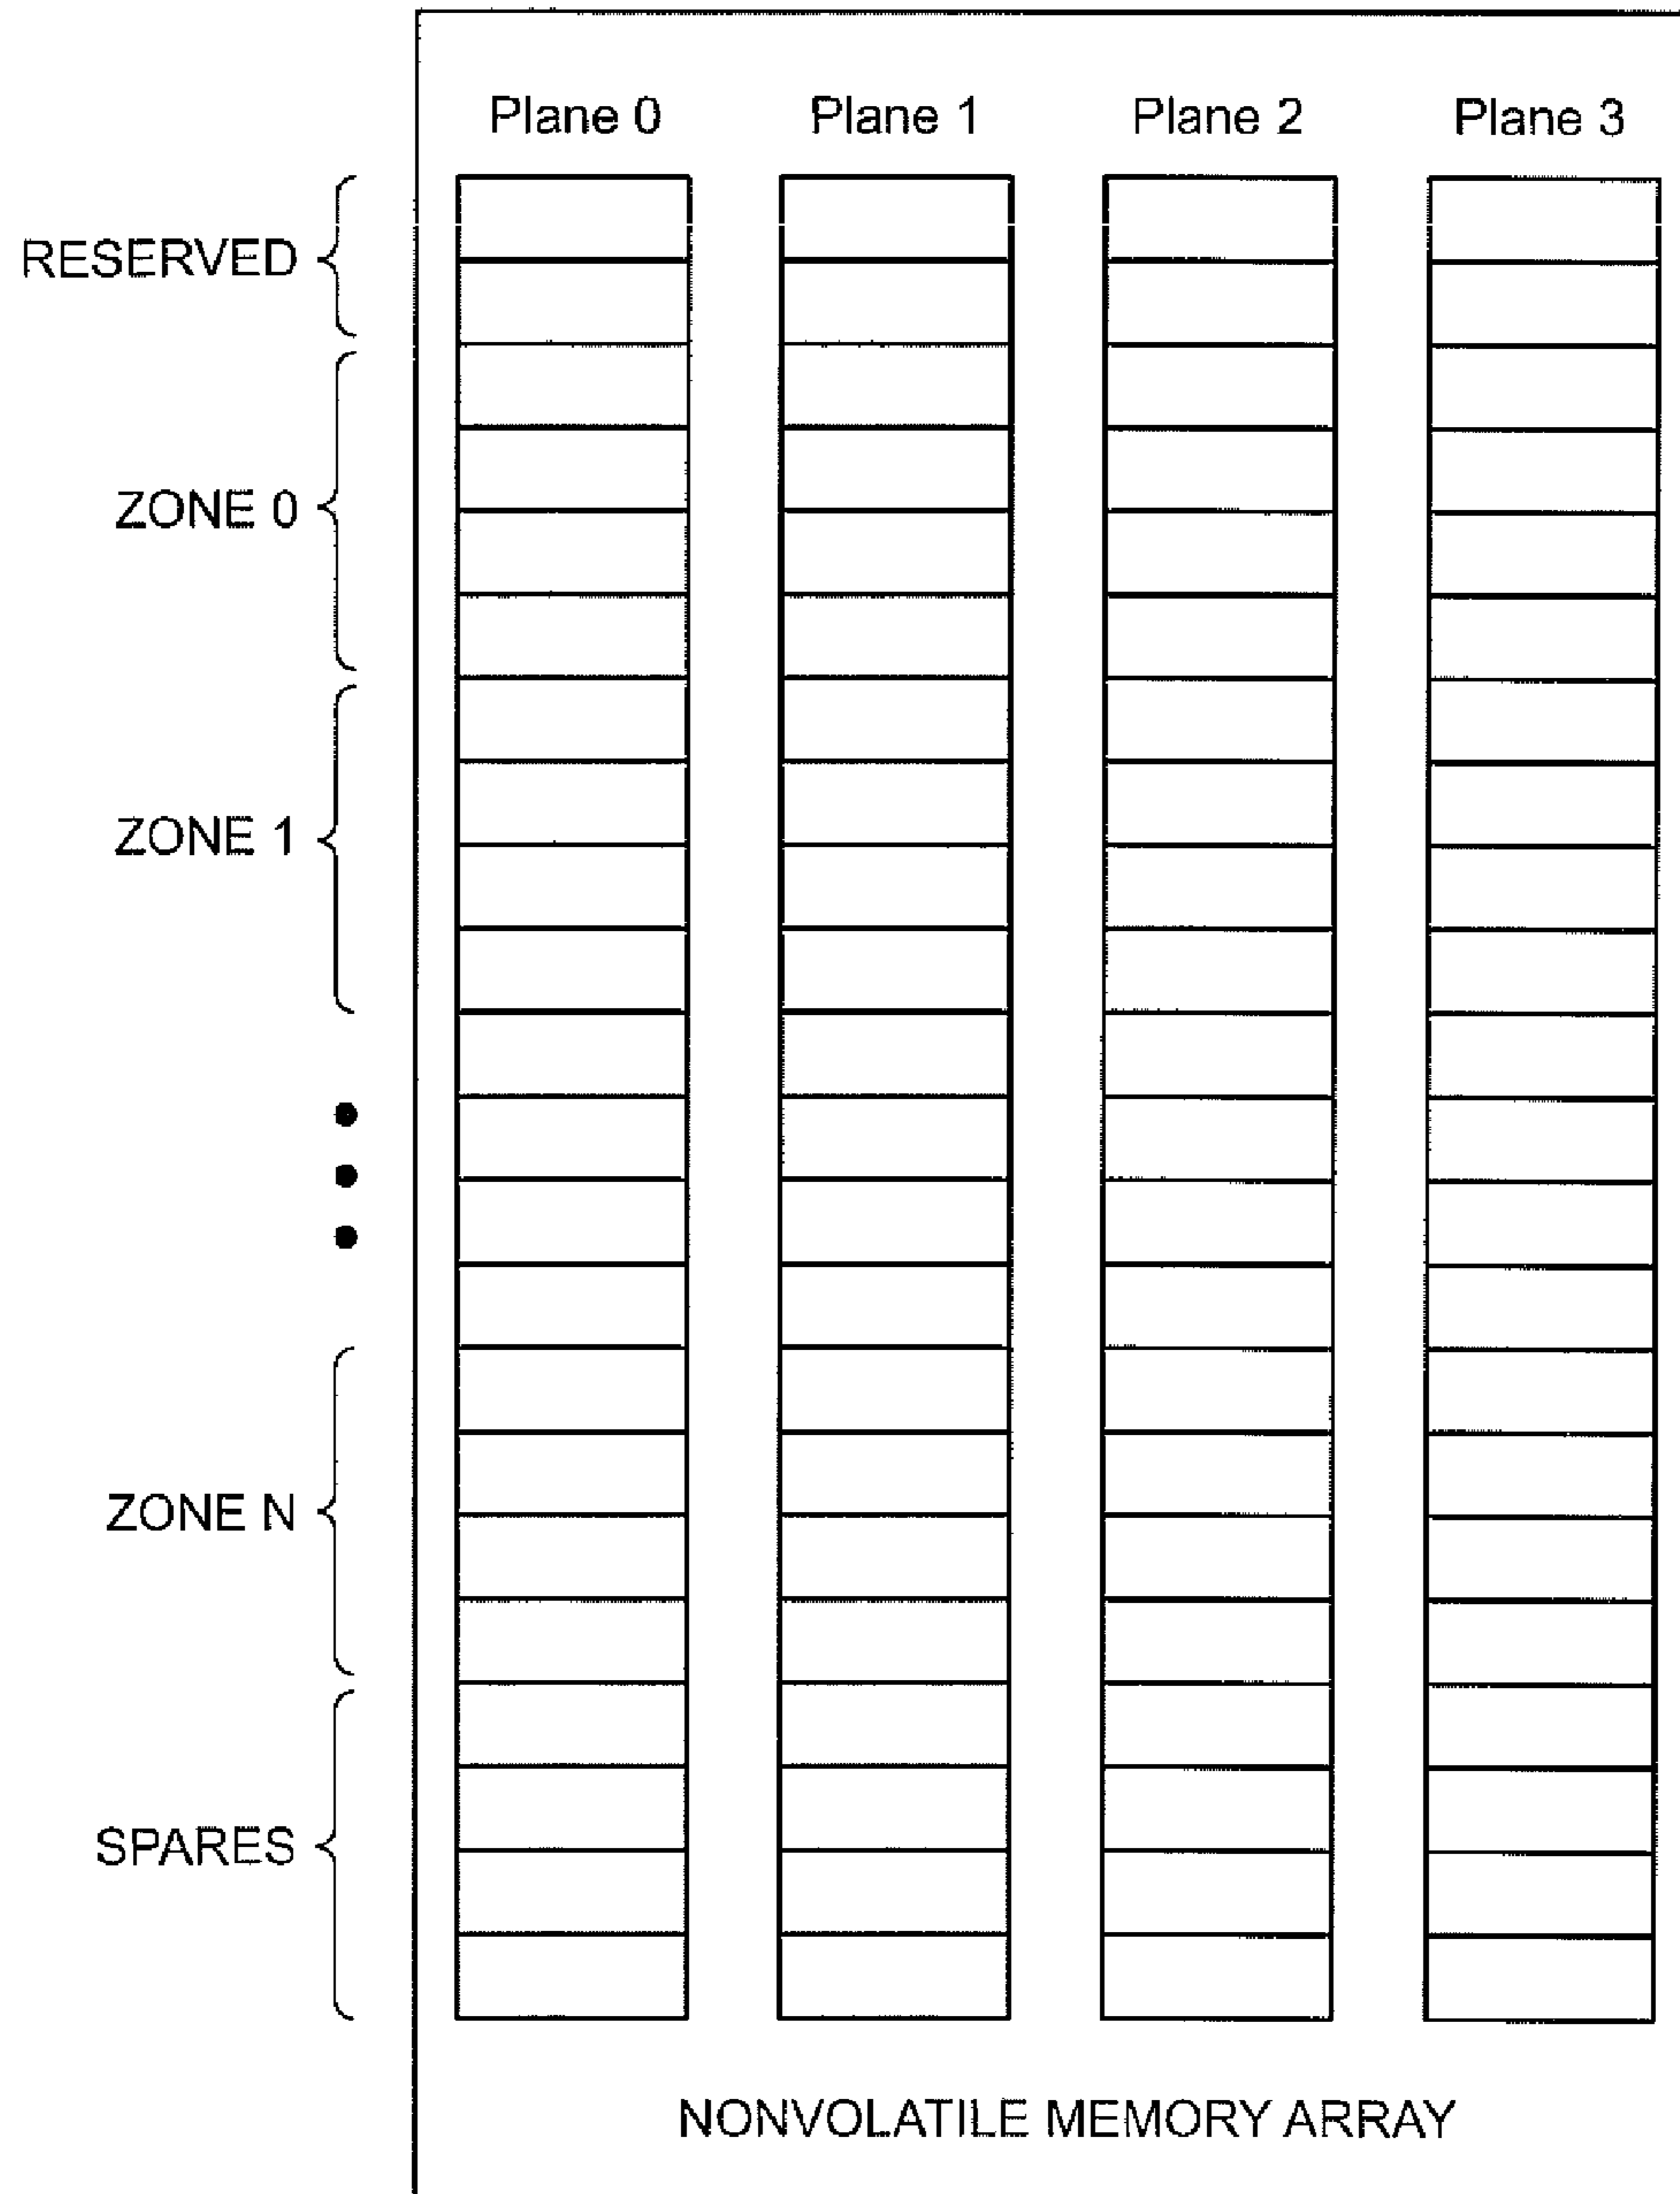 Plane 0 Plane 1 Plane 2 Plane 3
RESERVED
ZONE 0
ZONE 1
ZONE N
SPARES
NONVOLATILE MEMORY ARRAY